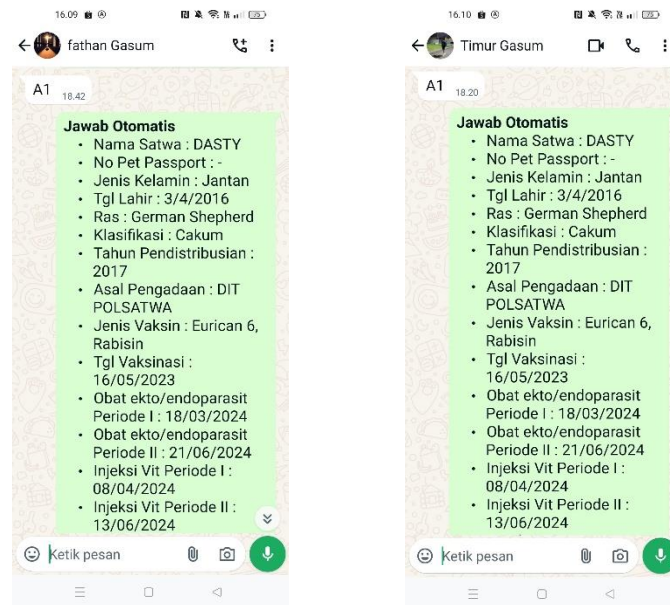 16.09
fathan Gasum
A1
18.42
Jawab Otomatis
• Nama Satwa : DASTY
• No Pet Passport : -
• Jenis Kelamin : Jantan
• Tgl Lahir : 3/4/2016
• Ras : German Shepherd
• Klasifikasi : Cakum
• Tahun Pendistribusian :
2017
• Asal Pengadaan : DIT
POLSATWA
• Jenis Vaksin : Eurican 6,
Rabisin
• Tgl Vaksinasi :
16/05/2023
• Obat ekto/endoparasit
Periode I : 18/03/2024
• Obat ekto/endoparasit
Periode II : 21/06/2024
• Injeksi Vit Periode I :
08/04/2024
• Injeksi Vit Periode II :
13/06/2024
Ketik pesan
16.10
Timur Gasum
A1
18.20
Jawab Otomatis
• Nama Satwa : DASTY
• No Pet Passport : -
• Jenis Kelamin : Jantan
• Tgl Lahir : 3/4/2016
• Ras : German Shepherd
• Klasifikasi : Cakum
• Tahun Pendistribusian :
2017
• Asal Pengadaan : DIT
POLSATWA
• Jenis Vaksin : Eurican 6,
Rabisin
• Tgl Vaksinasi :
16/05/2023
• Obat ekto/endoparasit
Periode I : 18/03/2024
• Obat ekto/endoparasit
Periode II : 21/06/2024
• Injeksi Vit Periode I :
08/04/2024
• Injeksi Vit Periode II :
13/06/2024
Ketik pesan